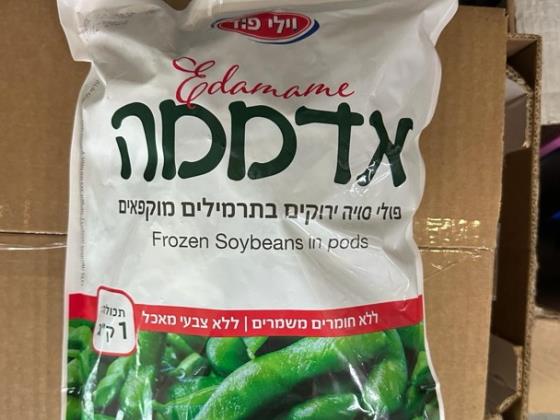 וילי פוד
Edamame
אדממה
פולי סויה ירוקים בתרמילים מוקפאים
Frozen Soybeans in pods
ללא חומרים משמרים | ללא צבעי מאכל
תכולה:
1 ק"ג